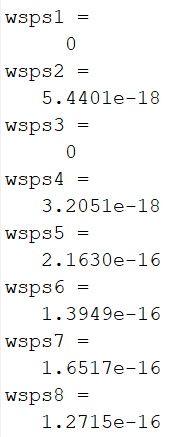 wsps1 =
0
wsps2 =
5.4401e-18
wsps3 =
0
wsps4 =
3.2051e-18
wsps5 =
2.1630e-16
wsps6 =
1.3949e-16
wsps7 =
1.6517e-16
wsps8 =
1.2715e-16